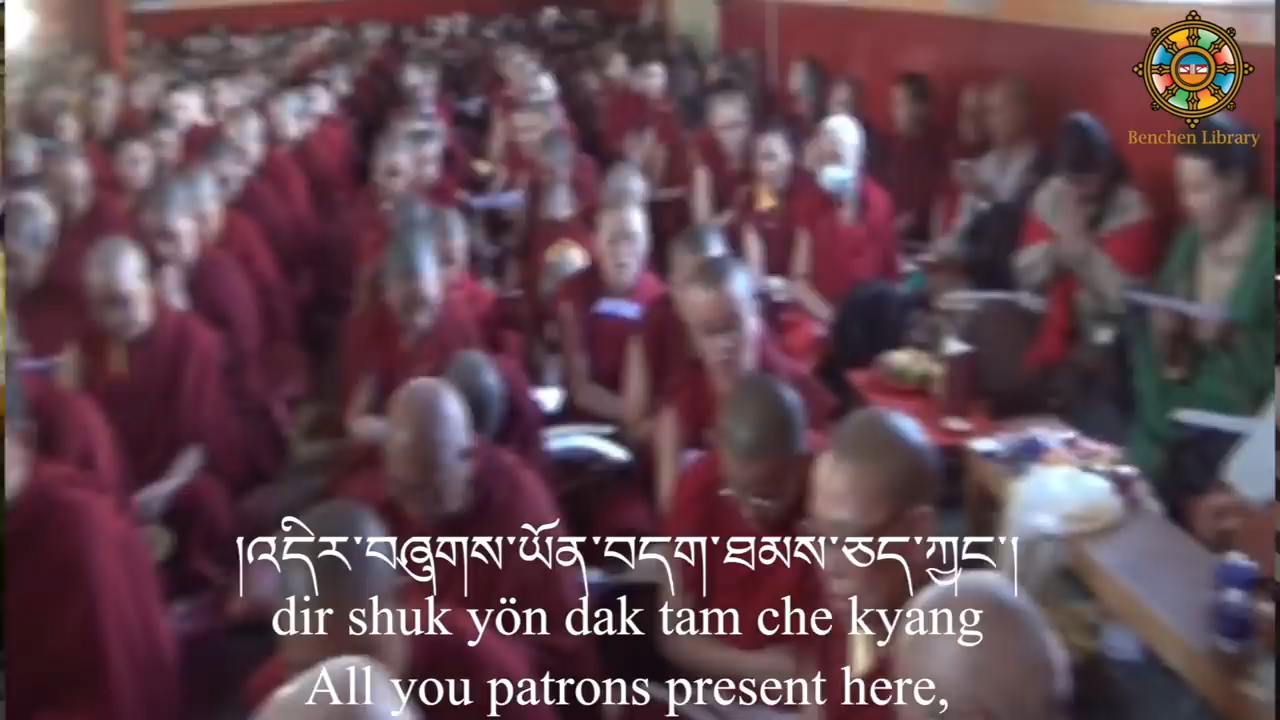 Benchen Library
།འདིར་བཞུགས་ཡོན་བདག་ཐམས་ཅད་ཀྱང་།
dir shuk yön dak tam che kyang
All you patrons present here,